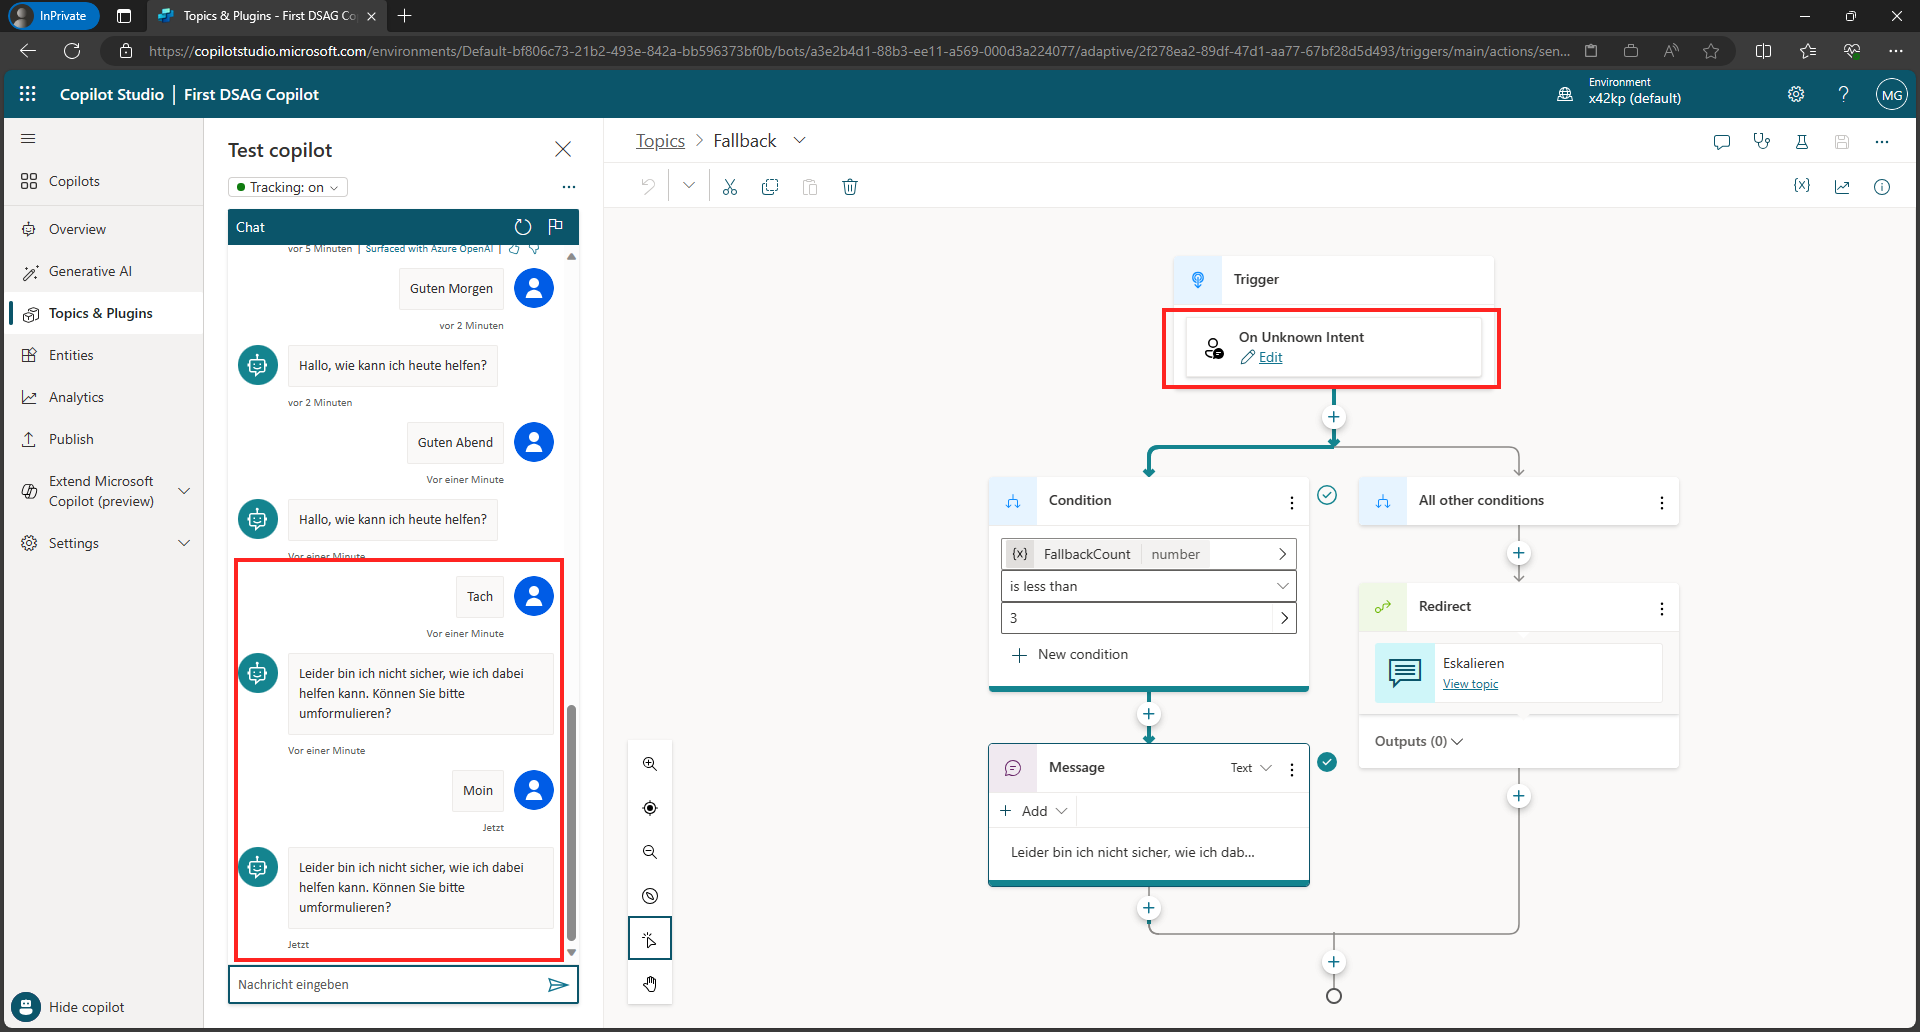 InPrivate
Topics & Plugins - First DSAG Co
https://copilotstudio.microsoft.com/environments/Default-bf806c73-21b2-493e-842a-bb596373bf0b/bots/a3e2b4d1-88b3-ee11-a569-000d3a224077/adaptive/2f278ea2-89df-47d1-aa77-67bf28d5d493/triggers/main/actions/sen...
Copilot Studio | First DSAG Copilot
Environment
x42kp (default)
?
MG
Copilots
Overview
Generative AI
Topics & Plugins
Entities
Analytics
Publish
Extend Microsoft
Copilot (preview)
Settings
Hide copilot
Test copilot
Tracking: on
Chat
vor 5 Minuten | Surfaced with Azure OpenAI |
Guten Morgen
vor 2 Minuten
Hallo, wie kann ich heute helfen?
vor 2 Minuten
Guten Abend
Vor einer Minute
Hallo, wie kann ich heute helfen?
Vor einer Minute
Tach
Vor einer Minute
Leider bin ich nicht sicher, wie ich dabei
helfen kann. Können Sie bitte
umformulieren?
Vor einer Minute
Moin
Jetzt
Leider bin ich nicht sicher, wie ich dabei
helfen kann. Können Sie bitte
umformulieren?
Jetzt
Nachricht eingeben
Topics > Fallback
{x}
Trigger
On Unknown Intent
Edit
Condition
{x} FallbackCount number
is less than
3
New condition
Message
Text
Add
Leider bin ich nicht sicher, wie ich dab...
All other conditions
Redirect
Eskalieren
View topic
Outputs (0)